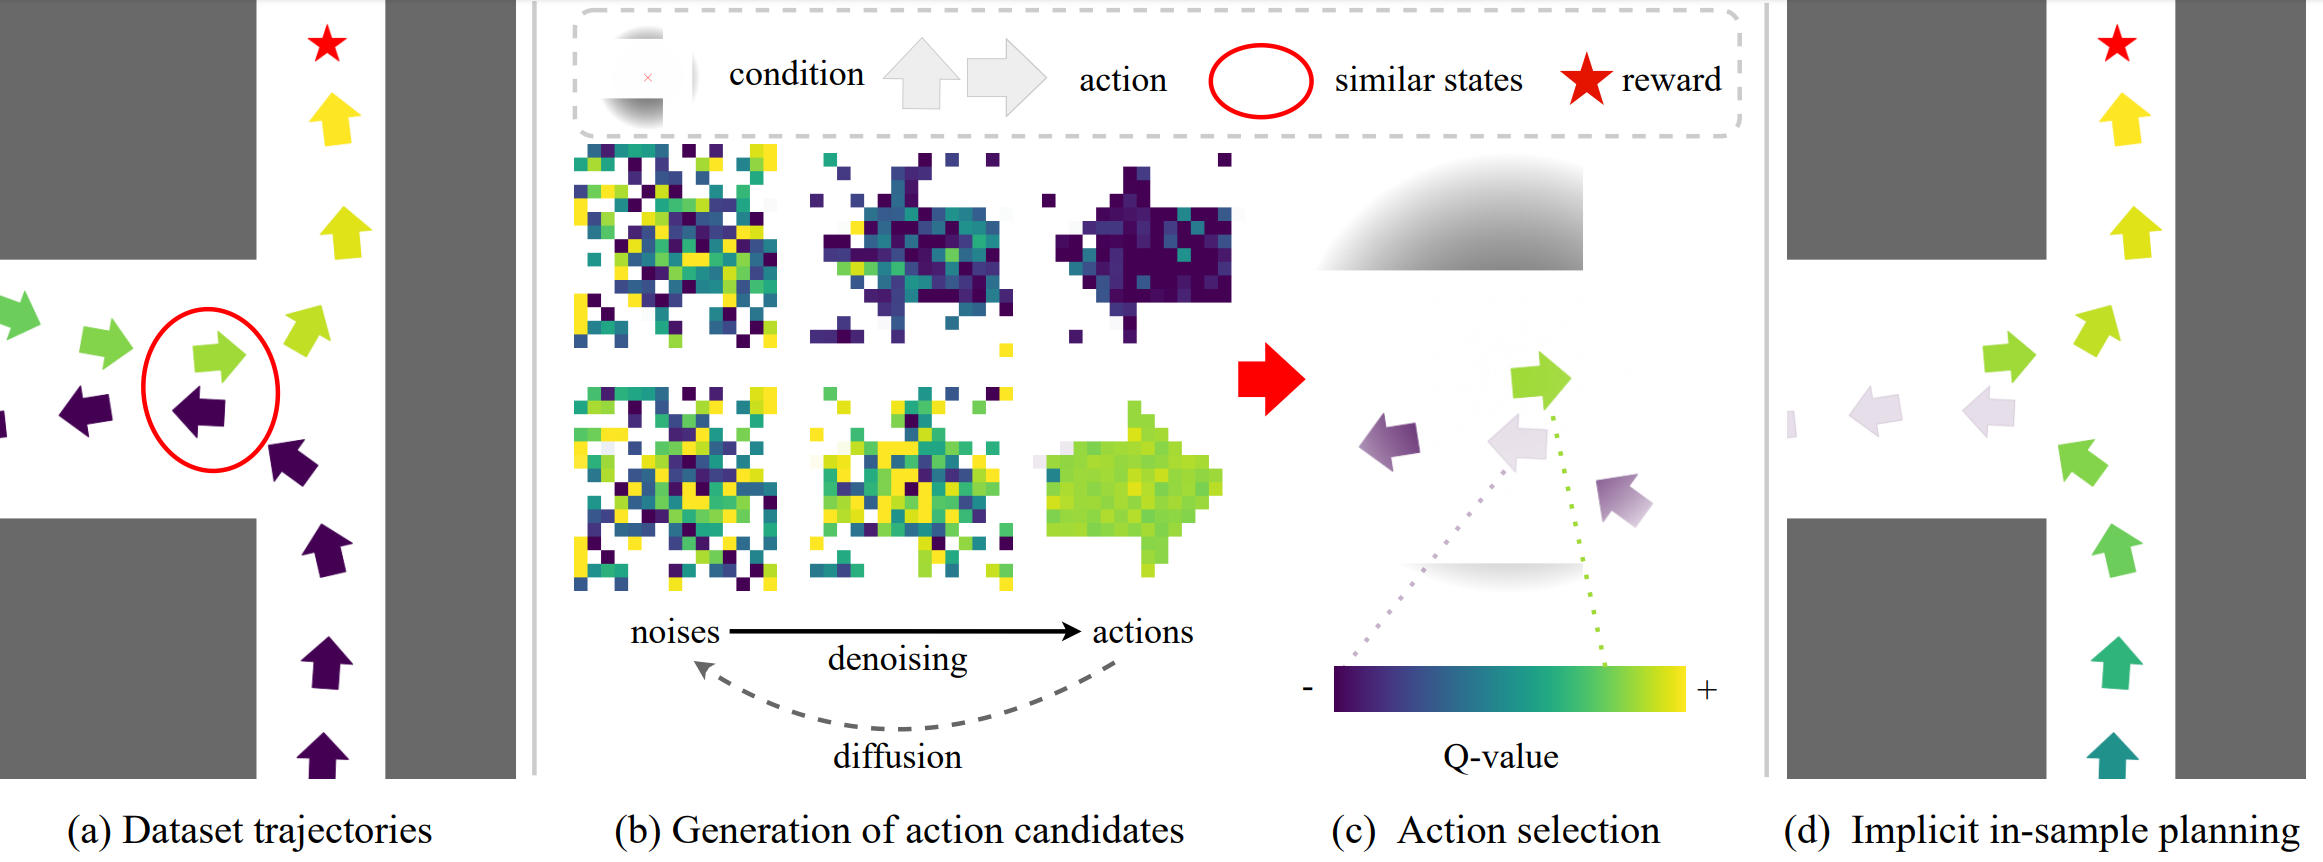 condition
action
similar states
reward
noises
actions
denoising
diffusion
- +
Q-value
(a) Dataset trajectories
(b) Generation of action candidates
(c) Action selection
(d) Implicit in-sample planning